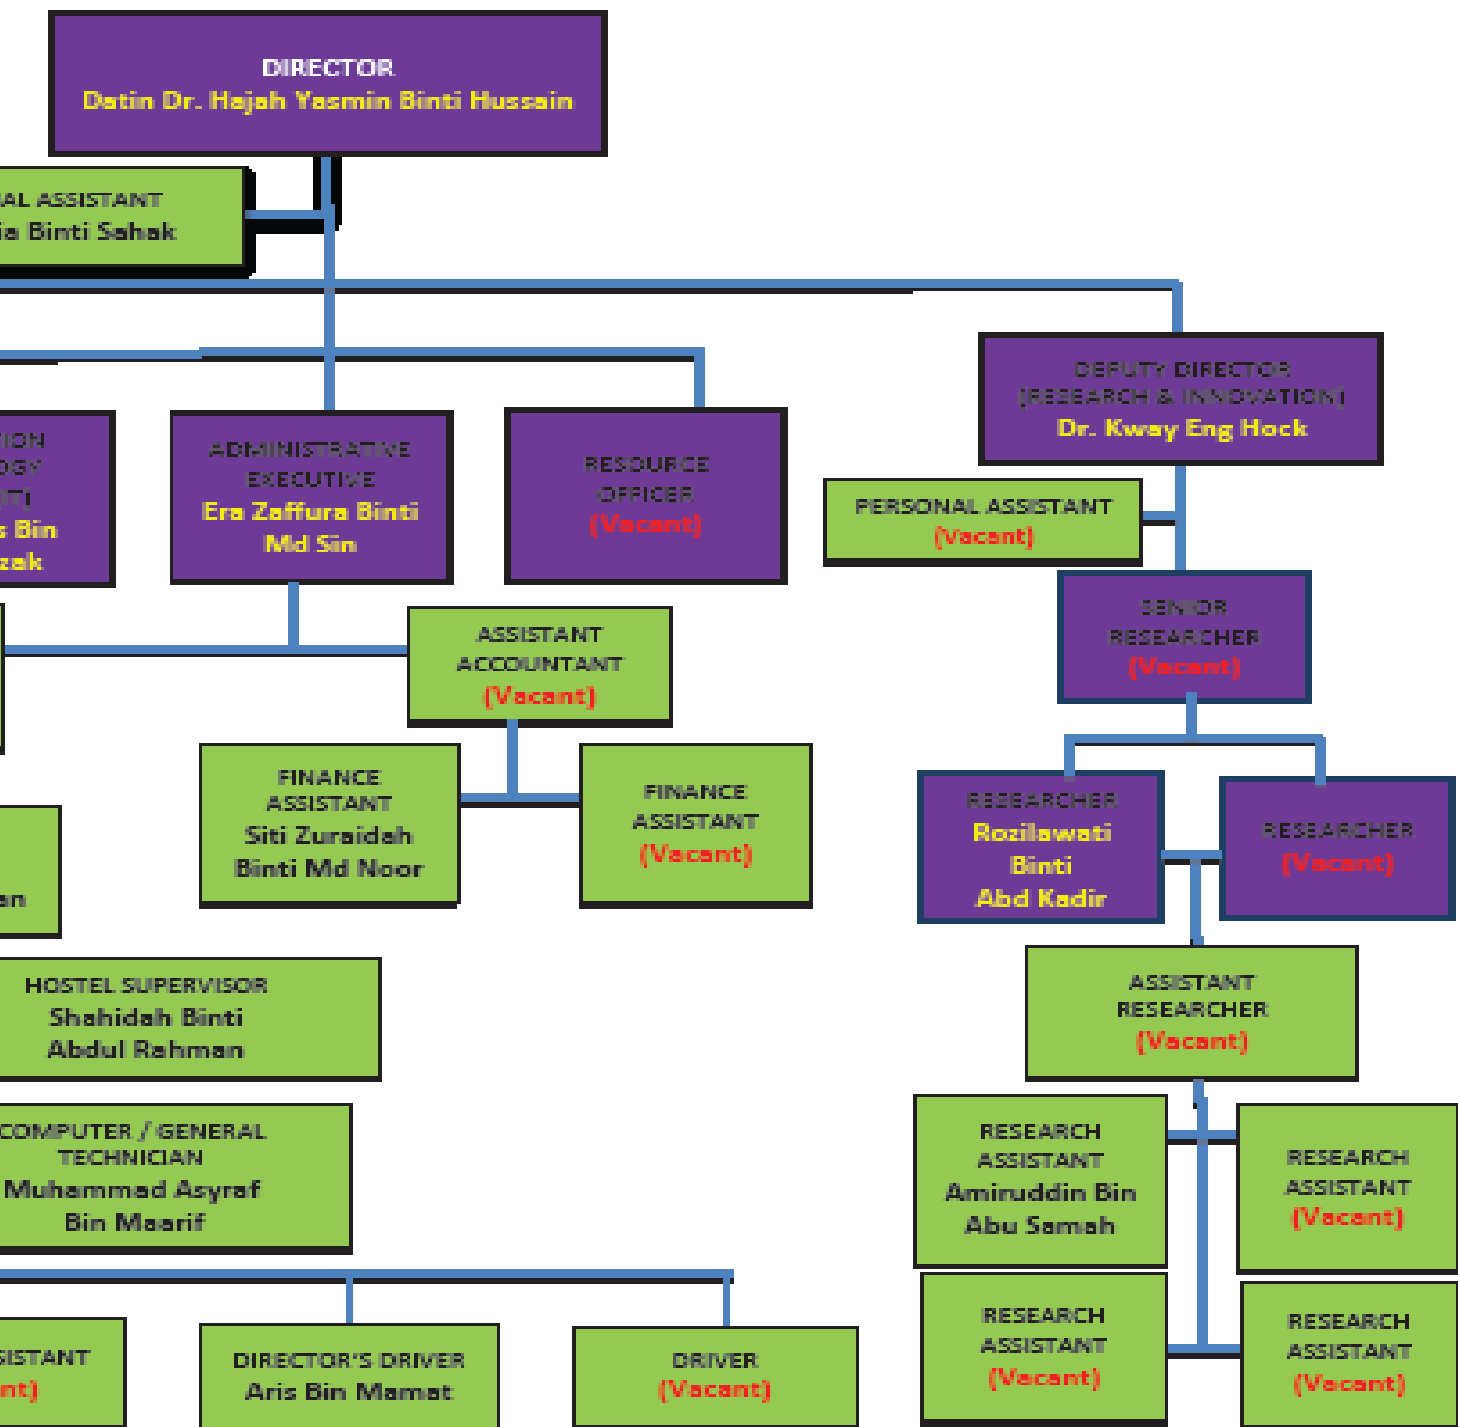 DIRECTOR
Datin Dr. Hajah Yasmin Binti Hussain
ASSISTANT
Binti Sahak
DEPUTY DIRECTOR
(RESEARCH & INNOVATION)
Dr. Kway Eng Hock
Bin
ADMINISTRATIVE
EXECUTIVE
Era Zaffura Binti
Md Sin
RESOURCE
OFFICER
(Vacant)
PERSONAL ASSISTANT
(Vacant)
SENIOR
RESEARCHER
(Vacant)
ASSISTANT
ACCOUNTANT
(Vacant)
FINANCE
ASSISTANT
Siti Zuraidah
Binti Md Noor
FINANCE
ASSISTANT
(Vacant)
RESEARCHER
Rozilawati
Binti
Abd Kadir
RESEARCHER
(Vacant)
HOSTEL SUPERVISOR
Shahidah Binti
Abdul Rahman
ASSISTANT
RESEARCHER
(Vacant)
COMPUTER / GENERAL
TECHNICIAN
Muhammad Asyraf
Bin Maarif
RESEARCH
ASSISTANT
Amiruddin Bin
Abu Samah
RESEARCH
ASSISTANT
(Vacant)
RESEARCH
ASSISTANT
(Vacant)
RESEARCH
ASSISTANT
(Vacant)
DIRECTOR'S DRIVER
Aris Bin Mamat
DRIVER
(Vacant)